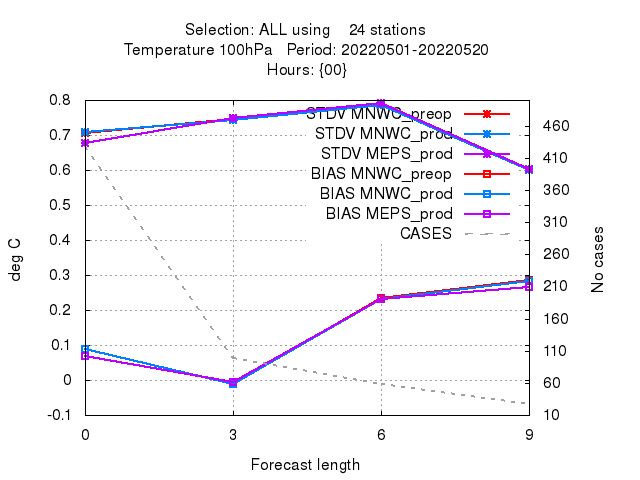 Selection: ALL using    24 stations
Temperature 100hPa   Period: 20220501-20220520
Hours: {00}
0.8
0.7
0.6
0.5
0.4
0.3
0.2
0.1
0
-0.1
deg C
STDV MNWC_preop
STDV MNWC_prod
STDV MEPS_prod
BIAS MNWC_preop
BIAS MNWC_prod
BIAS MEPS_prod
CASES
460
410
360
310
260
210
160
110
60
10
No cases
0 3 6 9
Forecast length